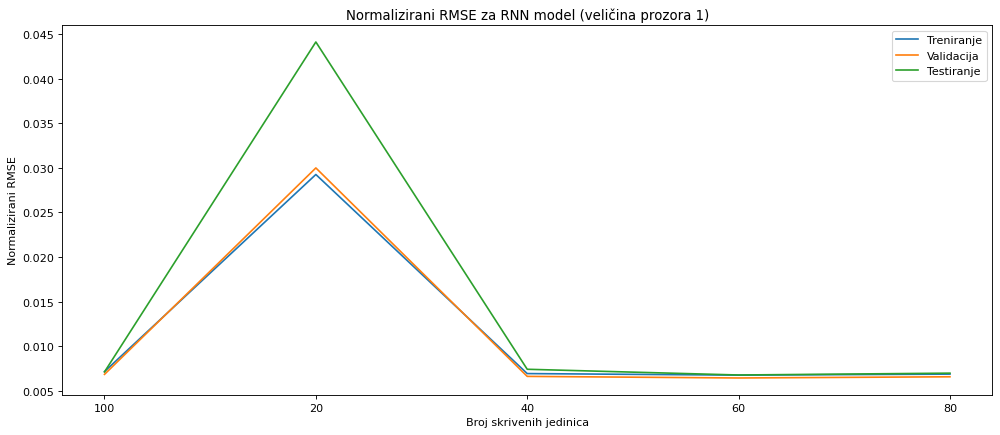 Normalizirani RMSE za RNN model (veličina prozora 1)
Treniranje
Validacija
Testiranje
Normalizirani RMSE
0.045
0.040
0.035
0.030
0.025
0.020
0.015
0.010
0.005
100 20 40 60 80
Broj skrivenih jedinica